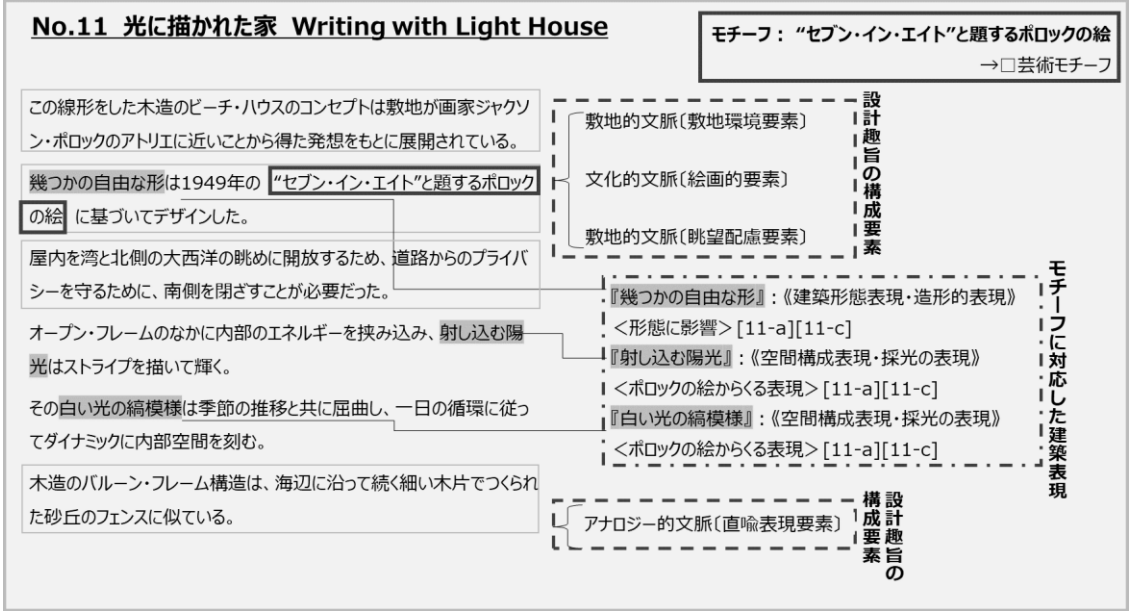 No.11 光に描かれた家 Writing with Light House
モチーフ： “セブン・イン・エイト”と題するポロックの絵
→□芸術モチーフ
この線形をした木造のビーチ・ハウスのコンセプトは敷地が画家ジャクソ
ン・ポロックのアトリエに近いことから得た発想をもとに展開されている。
幾つかの自由な形は1949年の “セブン・イン・エイト”と題するポロック
の絵 に基づいてデザインした。
屋内を湾と北側の大西洋の眺めに開放するため、道路からのプライバ
シーを守るために、南側を閉ざすことが必要だった。
オープン・フレームのなかに内部のエネルギーを挟み込み、射し込む陽
光はストライプを描いて輝く。
その白い光の縞模様は季節の推移と共に屈曲し、一日の循環に従っ
てダイナミックに内部空間を刻む。
木造のバルーン・フレーム構造は、海辺に沿って続く細い木片でつくられ
た砂丘のフェンスに似ている。
敷地的文脈〔敷地環境要素〕
文化的文脈〔絵画的要素〕
敷地的文脈〔眺望配慮要素〕
設計趣旨の構成要素
『幾つかの自由な形』:《建築形態表現・造形的表現》
＜形態に影響＞[11-a][11-c]
『射し込む陽光』:《空間構成表現・採光の表現》
＜ポロックの絵からくる表現＞[11-a][11-c]
『白い光の縞模様』:《空間構成表現・採光の表現》
＜ポロックの絵からくる表現＞[11-a][11-c]
モチーフに対応した建築表現
アナロジー的文脈〔直喩表現要素〕
設計趣旨の
構成要素